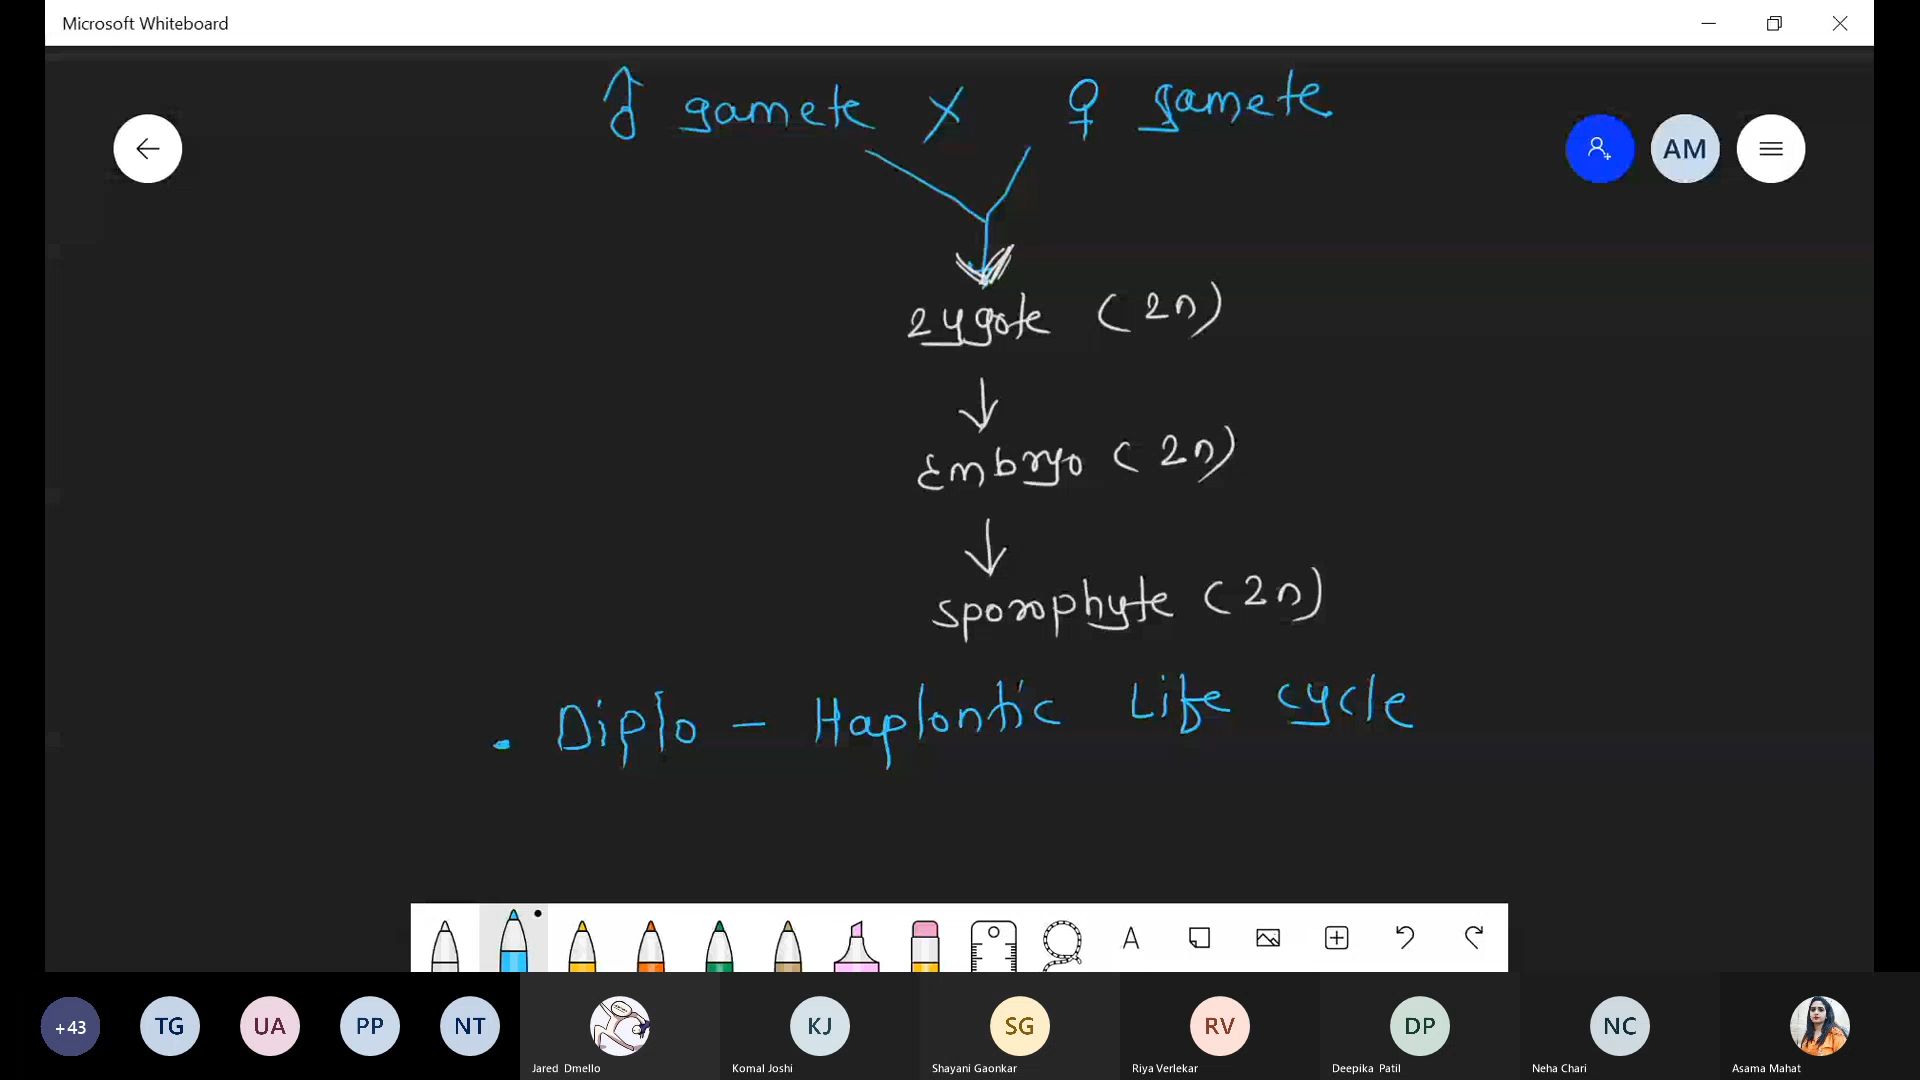 Microsoft Whiteboard
♂ gamete X ♀ gamete
AM
zygote (2n)
Embryo (2n)
sporophyte (2n)
. Diplo - Haplontic Life cycle
A
+43 TG UA PP NT KJ SG RV DP NC
Jared Dmello Komal Joshi Shayani Gaonkar Riya Verlekar Deepika Patil Neha Chari Asama Mahat